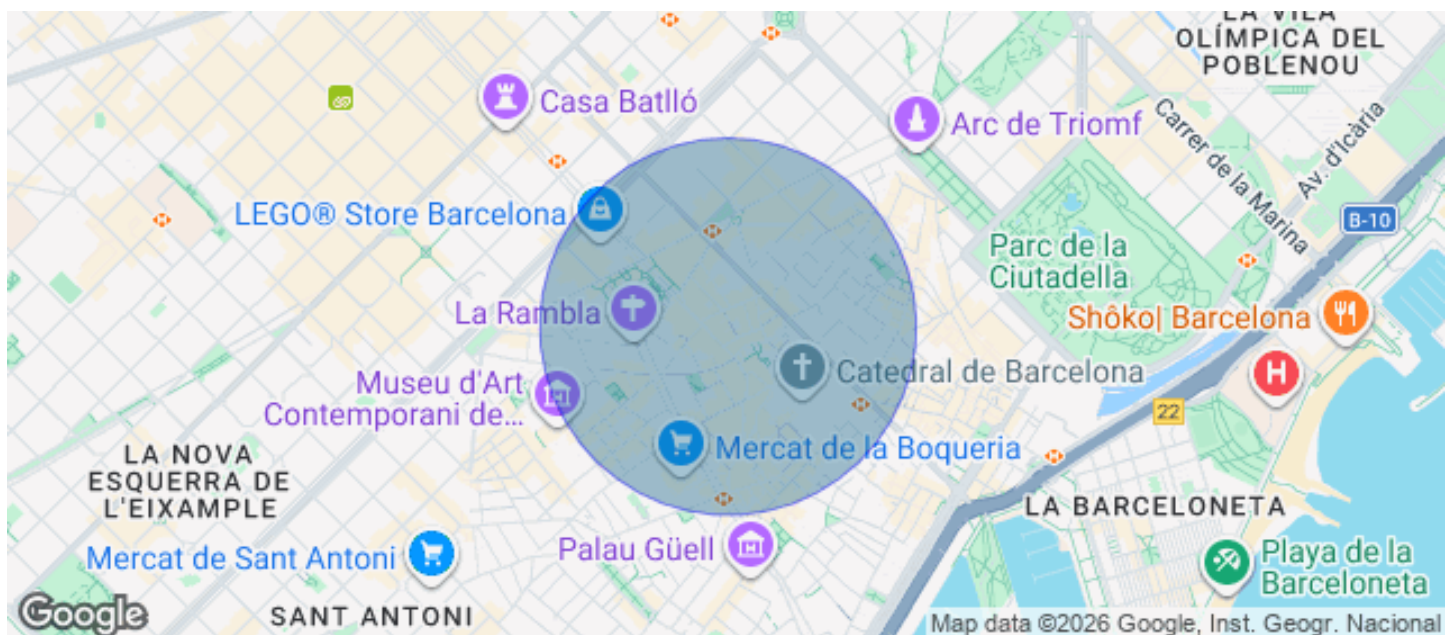 LA VILA
OLÍMPICA DEL
POBLENOU
Casa Batlló
Arc de Triomf
Carrer de la Marina
Av. d'Icària
LEGO® Store Barcelona
B-10
Parc de la
Ciutadella
La Rambla
Shôko| Barcelona
Museu d'Art
Contemporani de...
Catedral de Barcelona
H
22
Mercat de la Boqueria
LA NOVA
ESQUERRA DE
L'EIXAMPLE
LA BARCELONETA
Palau Güell
Mercat de Sant Antoni
Playa de la
Barceloneta
Google
SANT ANTONI
Map data ©2026 Google, Inst. Geogr. Nacional